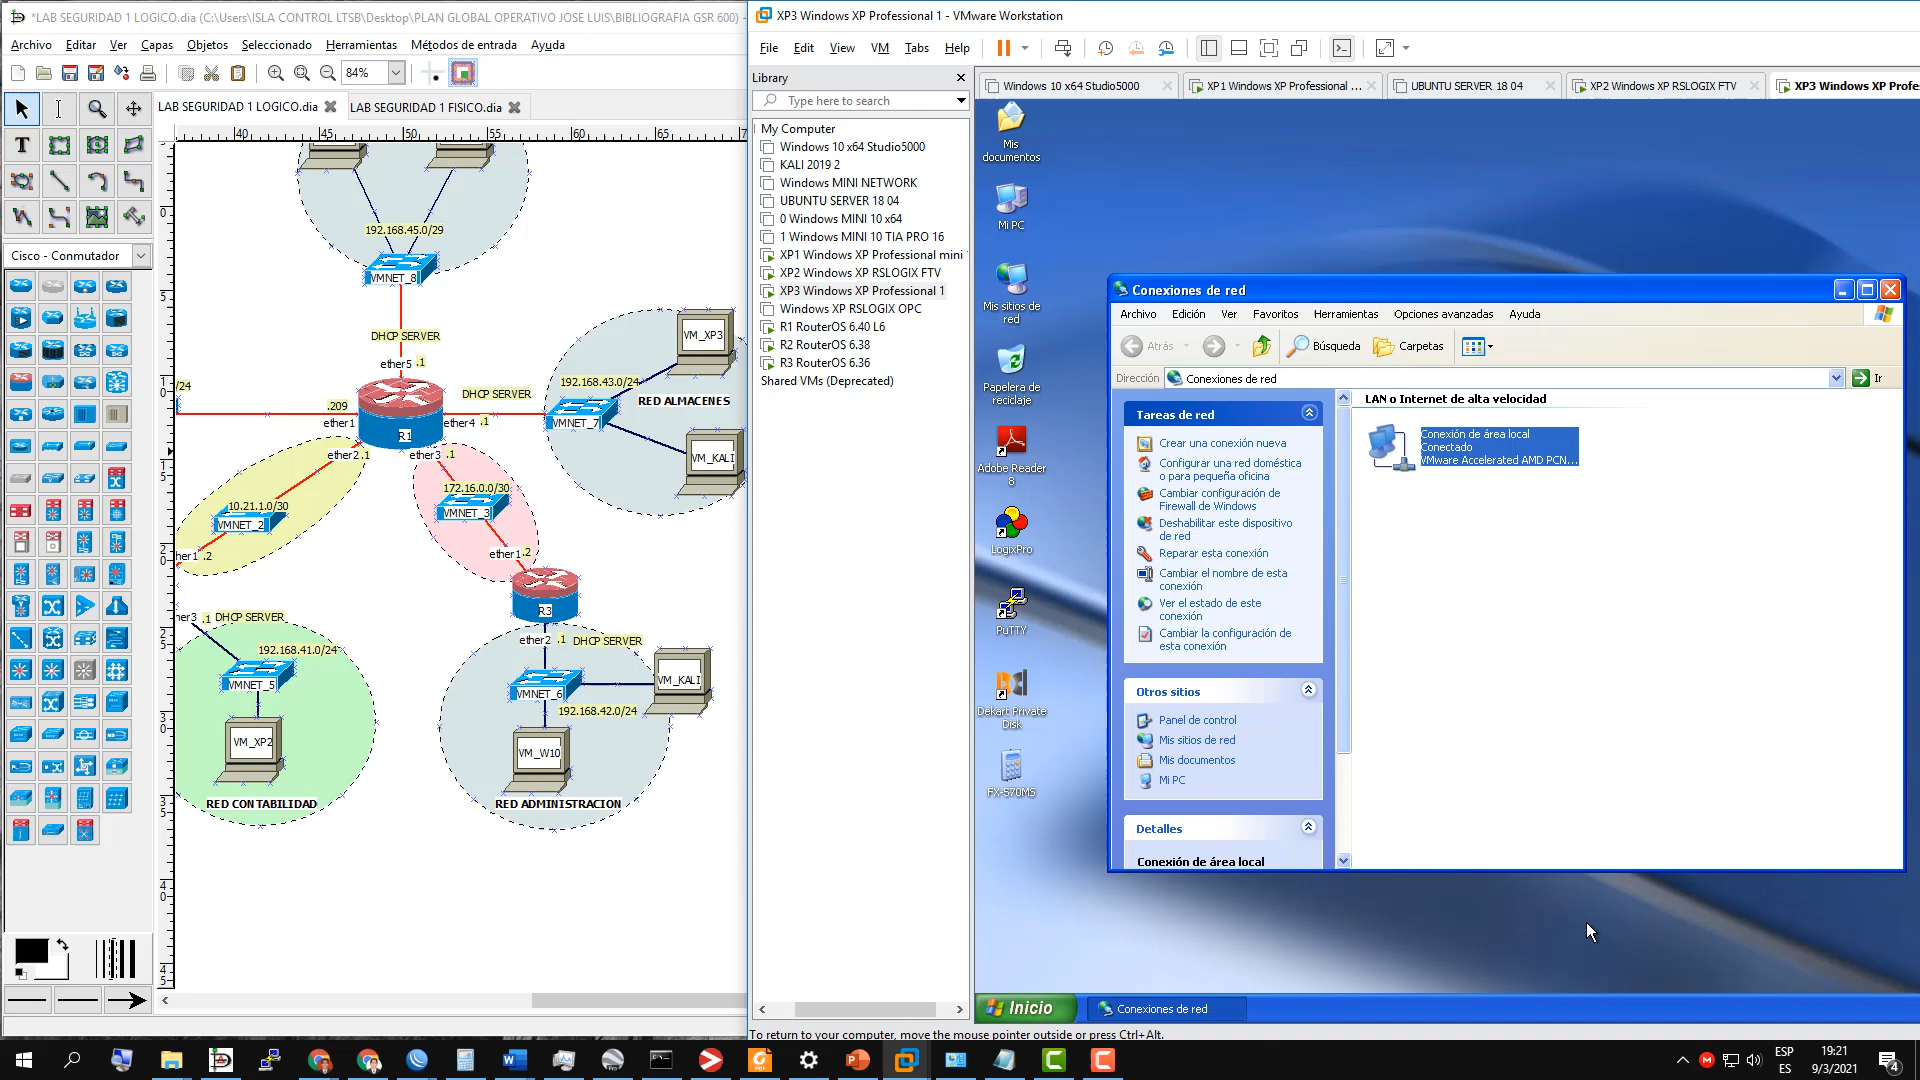 *LAB SEGURIDAD 1 LOGICO.dia (C:\Users\ISLA CONTROL LTSB\Desktop\PLAN GLOBAL OPERATIVO JOSE LUIS\BIBLIOGRAFIA GSR 600) -
Archivo Editar Ver Capas Objetos Seleccionado Herramientas Métodos de entrada Ayuda
84%
LAB SEGURIDAD 1 LOGICO.dia
LAB SEGURIDAD 1 FISICO.dia
40 45 50 55 60 65
Cisco - Conmutador
192.168.45.0/29
VMNET_8
DHCP SERVER
ether5 .1
/24
.209
ether1
R1
DHCP SERVER
ether4 .1
192.168.43.0/24
VMNET_7
VM_XP3
RED ALMACENES
VM_KALI
ether2 .1
ether3 .1
10.21.1.0/30
VMNET_2
172.16.0.0/30
VMNET_3
her1 .2
ether1 .2
R3
her3 .1 DHCP SERVER
192.168.41.0/24
VMNET_5
VM_XP2
RED CONTABILIDAD
ether2 .1 DHCP SERVER
VMNET_6
VM_KALI
192.168.42.0/24
VM_W10
RED ADMINISTRACION
XP3 Windows XP Professional 1 - VMware Workstation
File Edit View VM Tabs Help
Library
Type here to search
My Computer
Windows 10 x64 Studio5000
KALI 2019 2
Windows MINI NETWORK
UBUNTU SERVER 18 04
0 Windows MINI 10 x64
1 Windows MINI 10 TIA PRO 16
XP1 Windows XP Professional mini
XP2 Windows XP RSLOGIX FTV
XP3 Windows XP Professional 1
Windows XP RSLOGIX OPC
R1 RouterOS 6.40 L6
R2 RouterOS 6.38
R3 RouterOS 6.36
Shared VMs (Deprecated)
Windows 10 x64 Studio5000
XP1 Windows XP Professional ...
UBUNTU SERVER 18 04
XP2 Windows XP RSLOGIX FTV
XP3 Windows XP Profe
Mis documentos
Mi PC
Mis sitios de red
Papelera de reciclaje
Adobe Reader 8
LogixPro
PuTTY
Dekart Private Disk
FX-570MS
Conexiones de red
Archivo Edición Ver Favoritos Herramientas Opciones avanzadas Ayuda
Atrás
Búsqueda
Carpetas
Dirección
Conexiones de red
Ir
Tareas de red
Crear una conexión nueva
Configurar una red doméstica
o para pequeña oficina
Cambiar configuración de
Firewall de Windows
Deshabilitar este dispositivo
de red
Reparar esta conexión
Cambiar el nombre de esta
conexión
Ver el estado de este
conexión
Cambiar la configuración de
esta conexión
Otros sitios
Panel de control
Mis sitios de red
Mis documentos
Mi PC
Detalles
Conexión de área local
LAN o Internet de alta velocidad
Conexión de área local
Conectado
VMware Accelerated AMD PCN...
Inicio
Conexiones de red
To return to your computer, move the mouse pointer outside or press Ctrl+Alt.
ESP
ES
19:21
9/3/2021
4